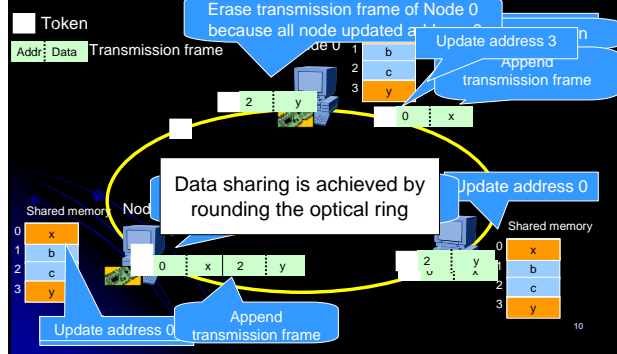 Token
Erase transmission frame of Node 0
because all node updated
Addr Data Transmission frame
Update address 3
Append
transmission frame
1 b
2 c
3 y
2 y
0 x
Data sharing is achieved by
rounding the optical ring
Update address 0
Shared memory
0 x
1 b
2 c
3 y
Shared memory
0 x
1 b
2 c
3 y
0 x 2 y
2 y
Update address 0
Append
transmission frame
10